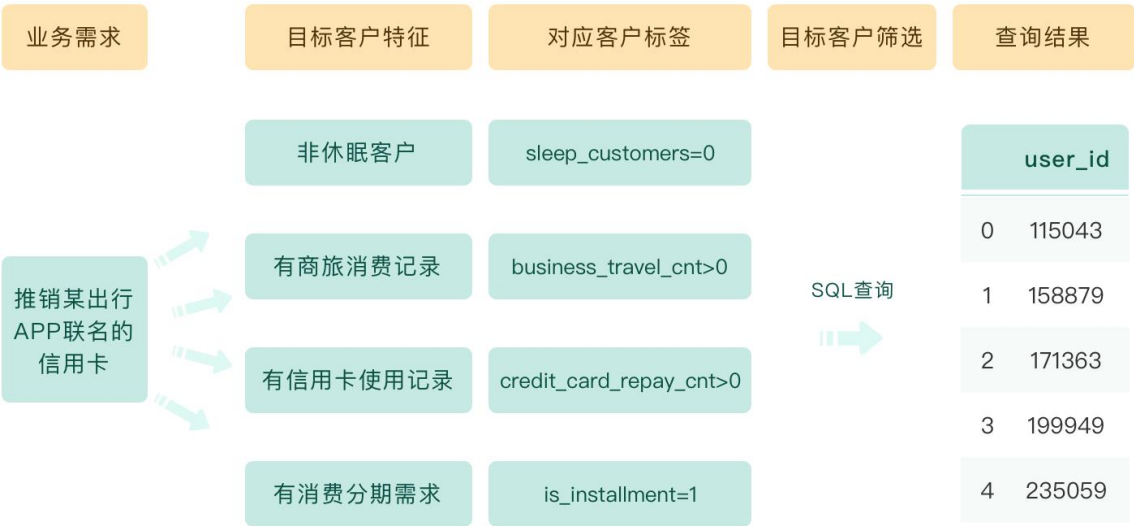 业务需求
目标客户特征
对应客户标签
目标客户筛选
查询结果
推销某出行
APP联名的
信用卡
非休眠客户
sleep_customers=0
有商旅消费记录
business_travel_cnt>0
有信用卡使用记录
credit_card_repay_cnt>0
有消费分期需求
is_installment=1
SQL查询
user_id
0 115043
1 158879
2 171363
3 199949
4 235059